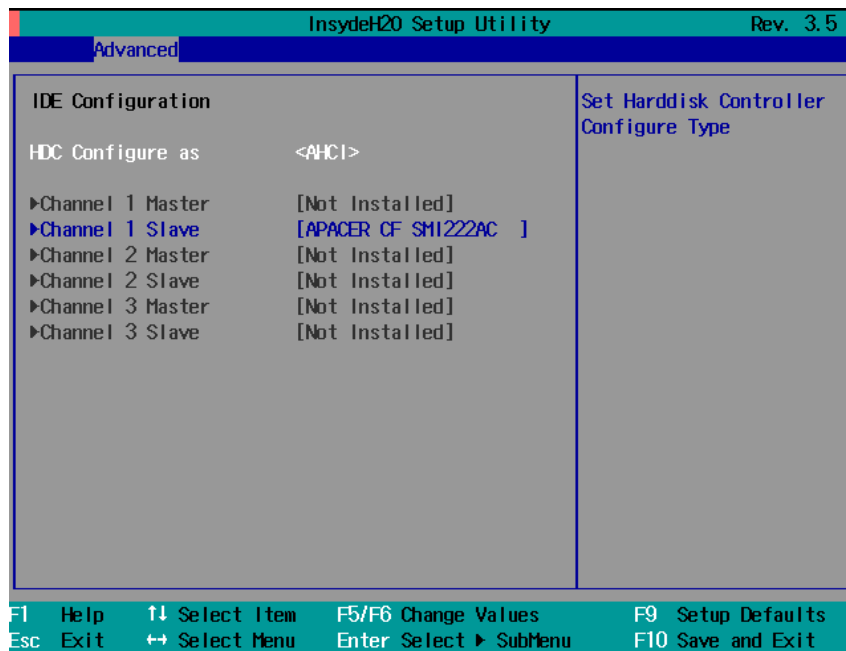 InsydeH2O Setup Utility Rev. 3.5
Advanced
IDE Configuration
HDC Configure as <AHCI>
▶Channel 1 Master [Not Installed]
▶Channel 1 Slave [APACER CF SMI222AC ]
▶Channel 2 Master [Not Installed]
▶Channel 2 Slave [Not Installed]
▶Channel 3 Master [Not Installed]
▶Channel 3 Slave [Not Installed]
Set Harddisk Controller
Configure Type
F1 Help ↑↓ Select Item F5/F6 Change Values F9 Setup Defaults
Esc Exit ↔ Select Menu Enter Select ▶ SubMenu F10 Save and Exit